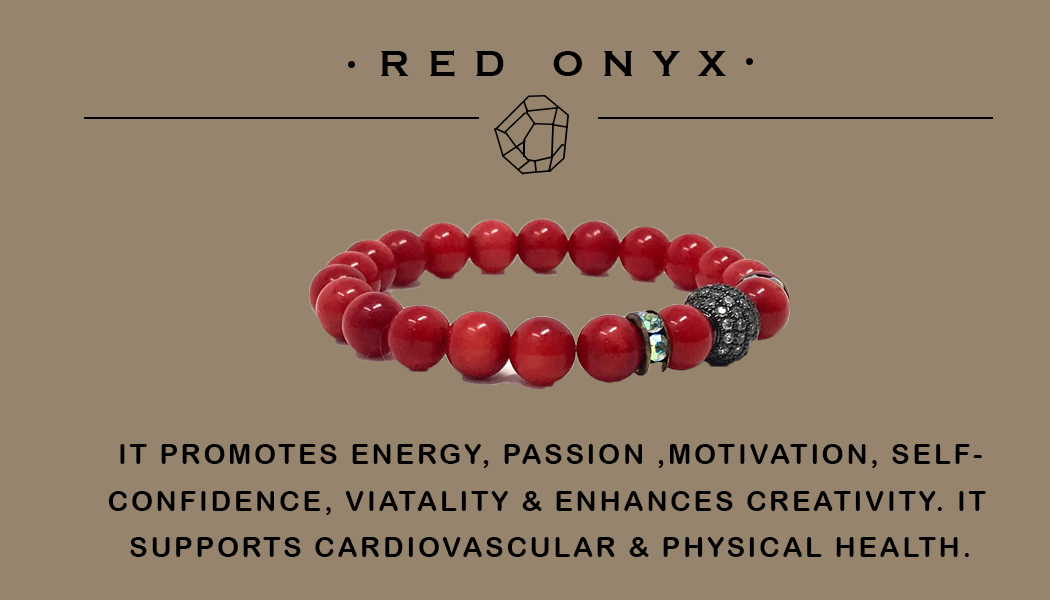 · RED ONYX ·
IT PROMOTES ENERGY, PASSION ,MOTIVATION, SELF-
CONFIDENCE, VIATALITY & ENHANCES CREATIVITY. IT
SUPPORTS CARDIOVASCULAR & PHYSICAL HEALTH.